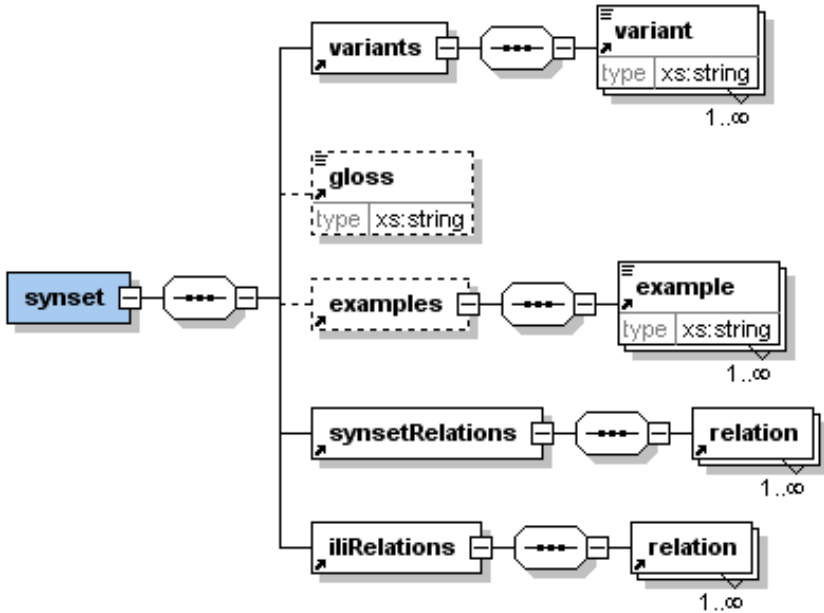 variant
variants
type xs:string
1..∞
gloss
type xs:string
synset
example
examples
type xs:string
1..∞
synsetRelations
relation
1..∞
iliRelations
relation
1..∞